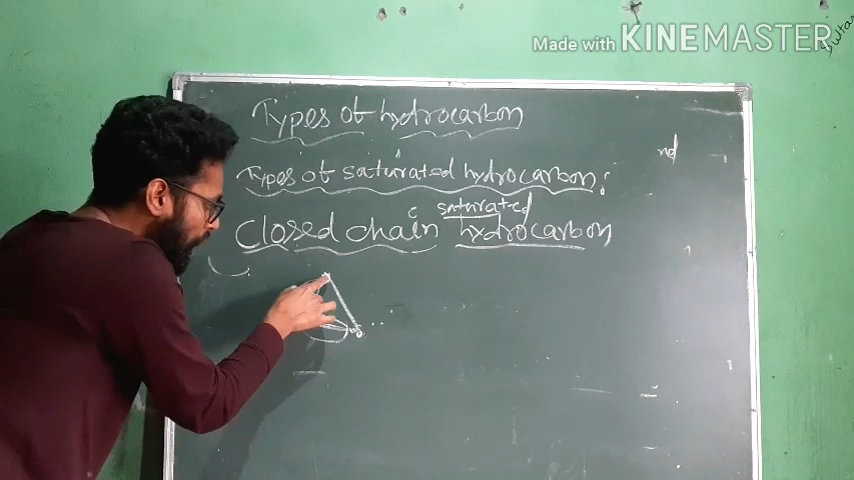 Made with KINEMASTER
Types of hydrocarbon
Types of saturated hydrocarbon:
saturated
Closed chain hydrocarbon